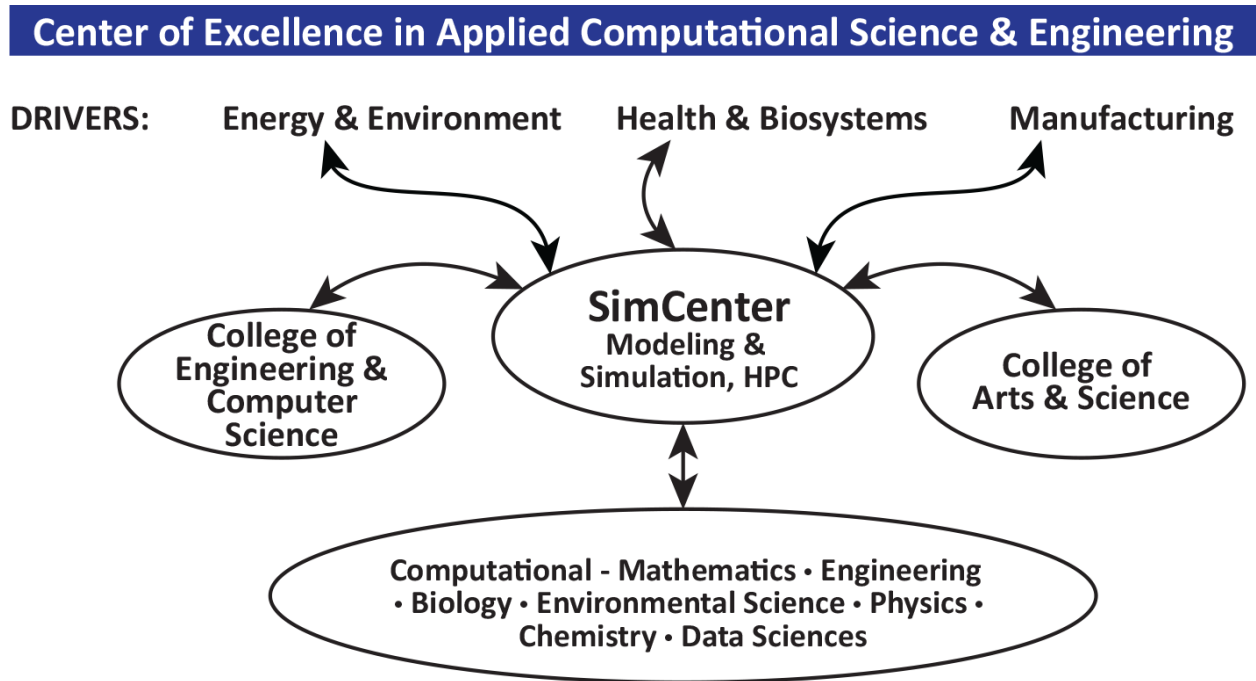 Center of Excellence in Applied Computational Science & Engineering
DRIVERS: Energy & Environment Health & Biosystems Manufacturing
SimCenter
Modeling &
Simulation, HPC
College of
Engineering &
Computer
Science
College of
Arts & Science
Computational - Mathematics • Engineering
• Biology • Environmental Science • Physics •
Chemistry • Data Sciences